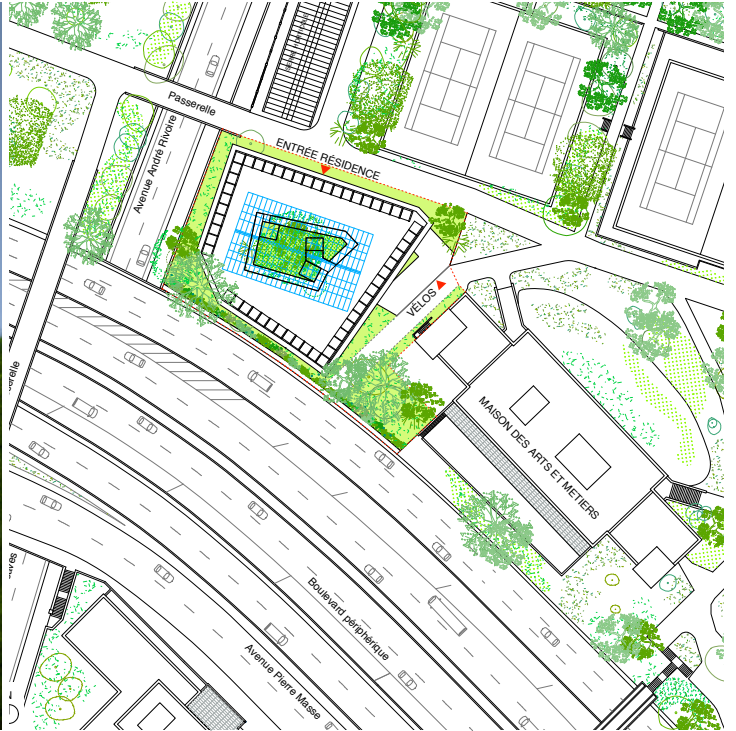 Passerelle
ENTRÉE RÉSIDENCE
Avenue André Rivoire
VÉLOS
MAISON DES ARTS ET METIERS
Boulevard périphérique
Avenue Pierre Masse